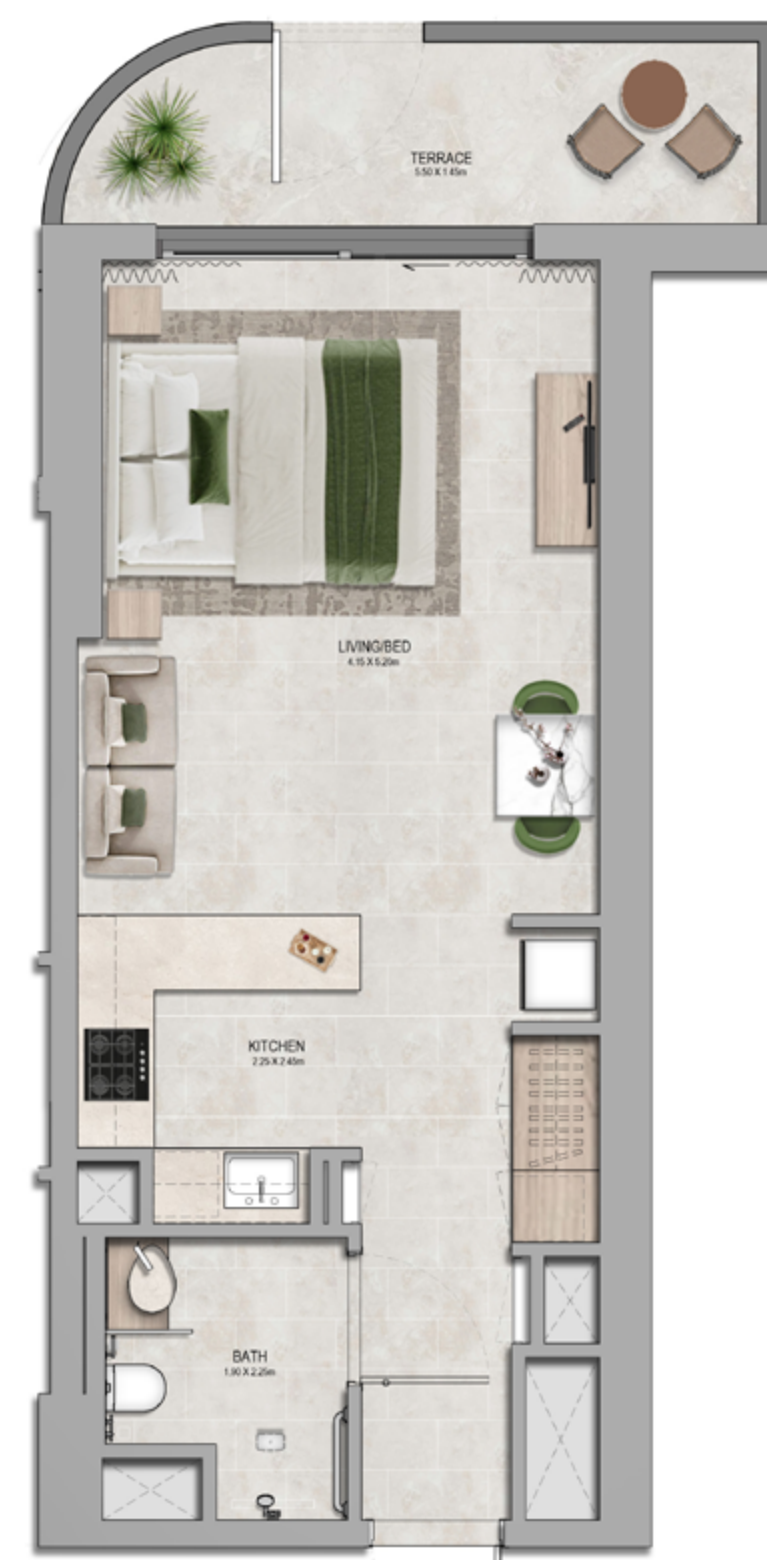 TERRACE
5.50 X 1.45m
LIVING/BED
4.15 X 5.20m
KITCHEN
2.25 X 2.45m
BATH
1.90 X 2.25m